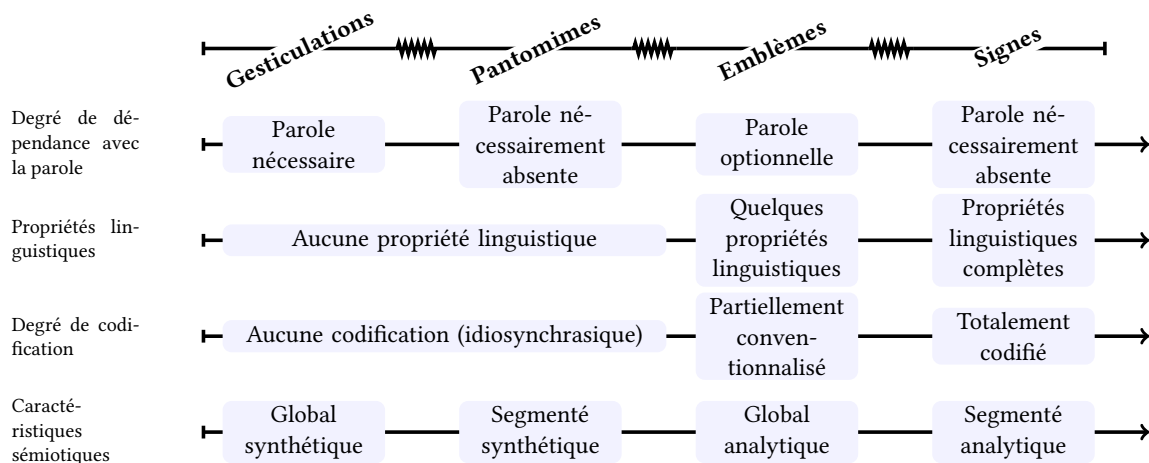 Gesticulations
Pantomimes
Emblèmes
Signes
Degré de dé-
pendance avec
la parole
Parole
nécessaire
Parole né-
cessairement
absente
Parole
optionnelle
Parole né-
cessairement
absente
Propriétés lin-
guistiques
Aucune propriété linguistique
Quelques
propriétés
linguistiques
Propriétés
linguistiques
complètes
Degré de codi-
fication
Aucune codification (idiosynchrasique)
Partiellement
conven-
tionnalisé
Totalement
codifié
Caracté-
ristiques
sémiotiques
Global
synthétique
Segmenté
synthétique
Global
analytique
Segmenté
analytique